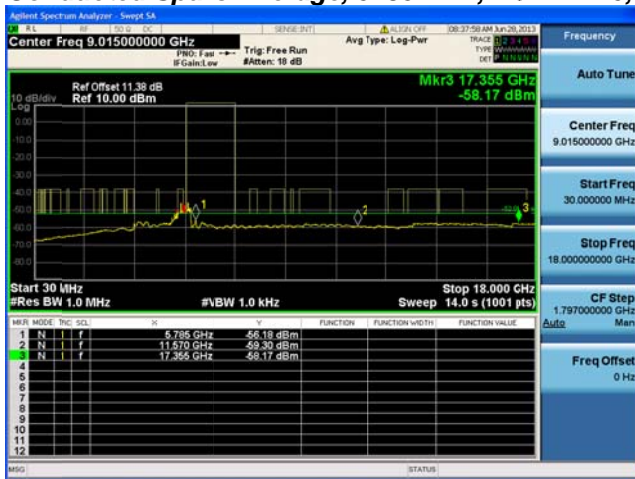 Agilent Spectrum Analyzer - Swept SA
RL RF 50 Ω DC SENSE:INT ALIGN OFF 08:37:58 AM Jun 28, 2013
Center Freq 9.015000000 GHz Avg Type: Log-Pwr TRACE 1 2 3 4 5 6
PNO: Fast Trig: Free Run TYPE
IFGain:Low #Atten: 18 dB DET P N N N N N
Frequency
Auto Tune
Mkr3 17.355 GHz
-58.17 dBm
Ref Offset 11.38 dB
10 dB/div Ref 10.00 dBm
Log
0.00
-10.0
-20.0
-30.0
-40.0
-50.0
-60.0
-70.0
-80.0
1
2
3
Center Freq
9.015000000 GHz
Start Freq
30.000000 MHz
Stop Freq
18.000000000 GHz
CF Step
1.797000000 GHz
Auto Man
Freq Offset
0 Hz
Start 30 MHz Stop 18.000 GHz
#Res BW 1.0 MHz #VBW 1.0 kHz Sweep 14.0 s (1001 pts)
MKR MODE TRC SCL X Y FUNCTION FUNCTION WIDTH FUNCTION VALUE
1 N 1 f 5.785 GHz -56.18 dBm
2 N 1 f 11.570 GHz -59.30 dBm
3 N 1 f 17.355 GHz -58.17 dBm
4
5
6
7
8
9
10
11
12
MSG STATUS